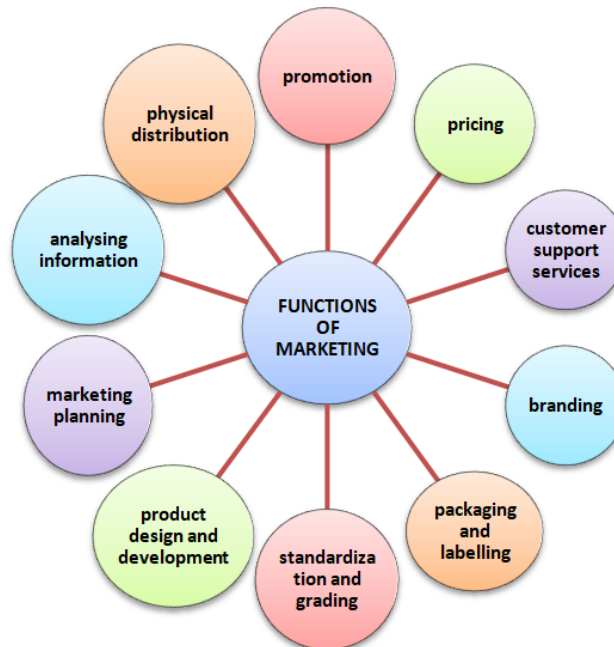 promotion
pricing
customer
support
services
branding
packaging
and
labelling
standardiza
tion and
grading
product
design and
development
marketing
planning
analysing
information
physical
distribution
FUNCTIONS
OF
MARKETING